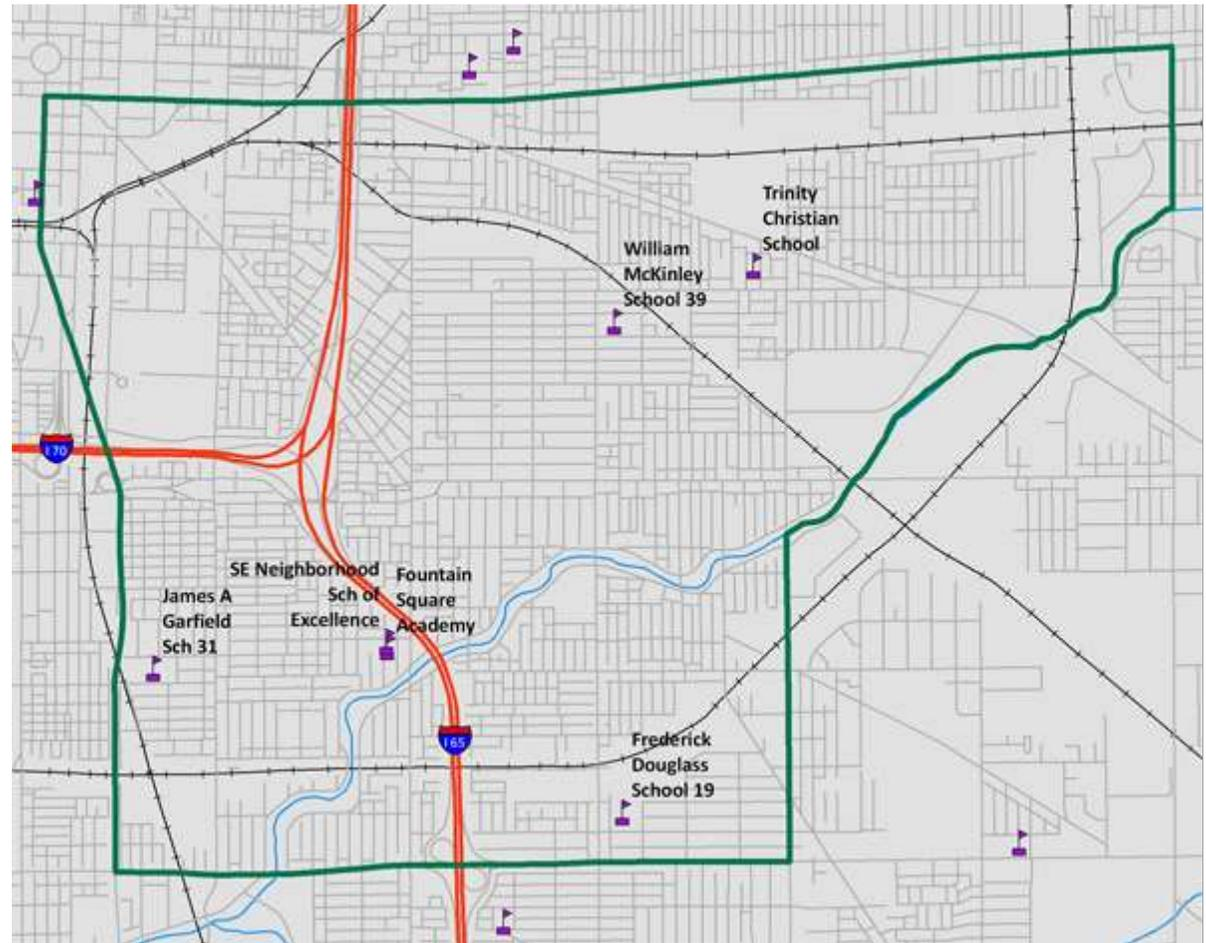 Trinity
Christian
School
William
McKinley
School 39
I 70
SE Neighborhood
Sch of
Excellence
Fountain
Square
Academy
James A
Garfield
Sch 31
I 65
Frederick
Douglass
School 19